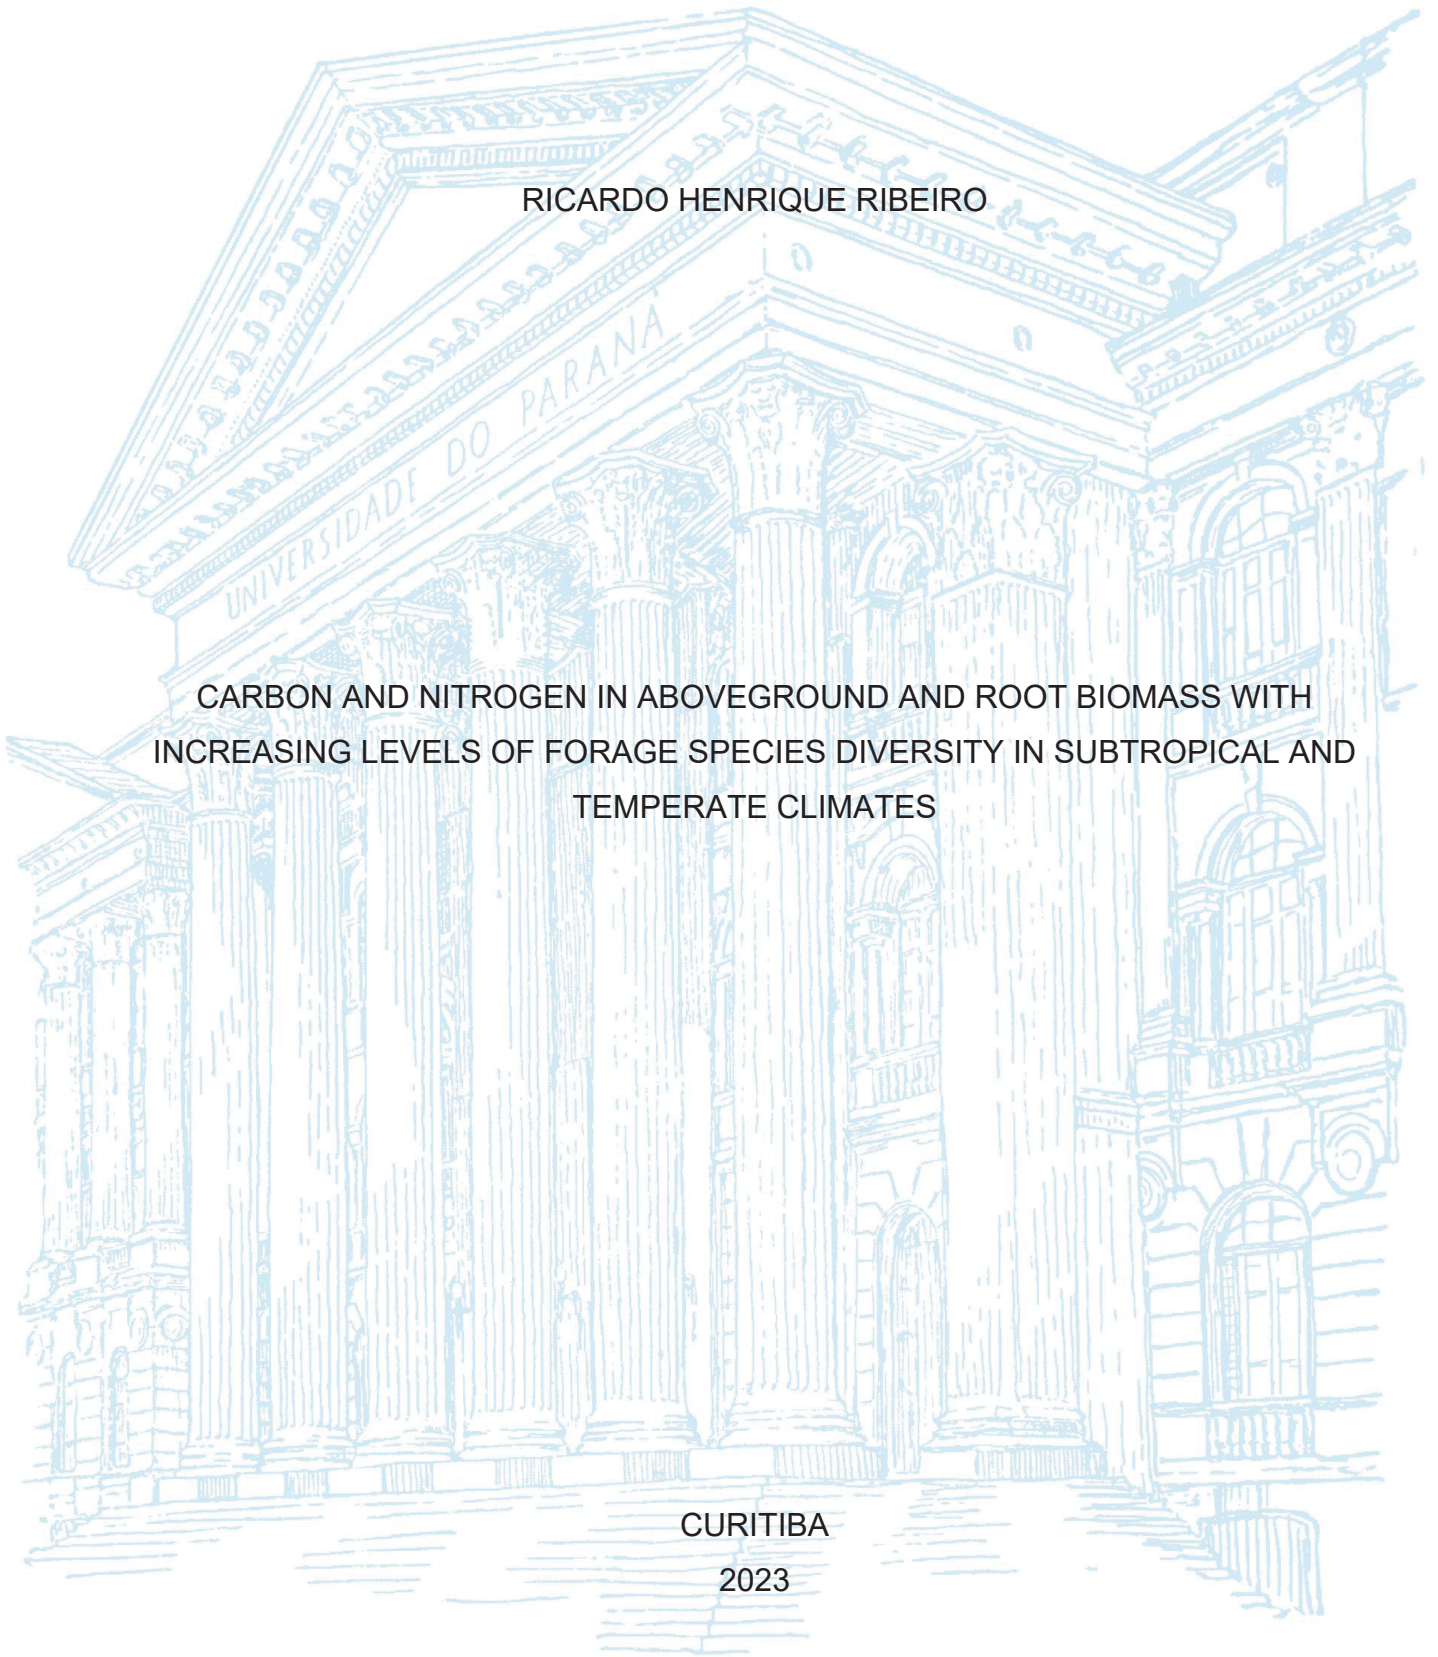 RICARDO HENRIQUE RIBEIRO
UNIVERSIDADE DO PARANÁ
CARBON AND NITROGEN IN ABOVEGROUND AND ROOT BIOMASS WITH
INCREASING LEVELS OF FORAGE SPECIES DIVERSITY IN SUBTROPICAL AND
TEMPERATE CLIMATES
CURITIBA
2023